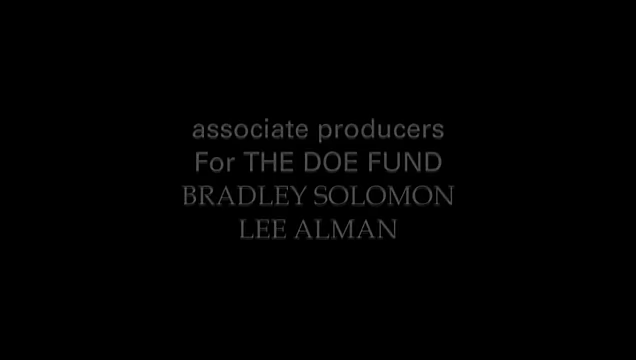 associate producers
For THE DOE FUND
BRADLEY SOLOMON
LEE ALMAN